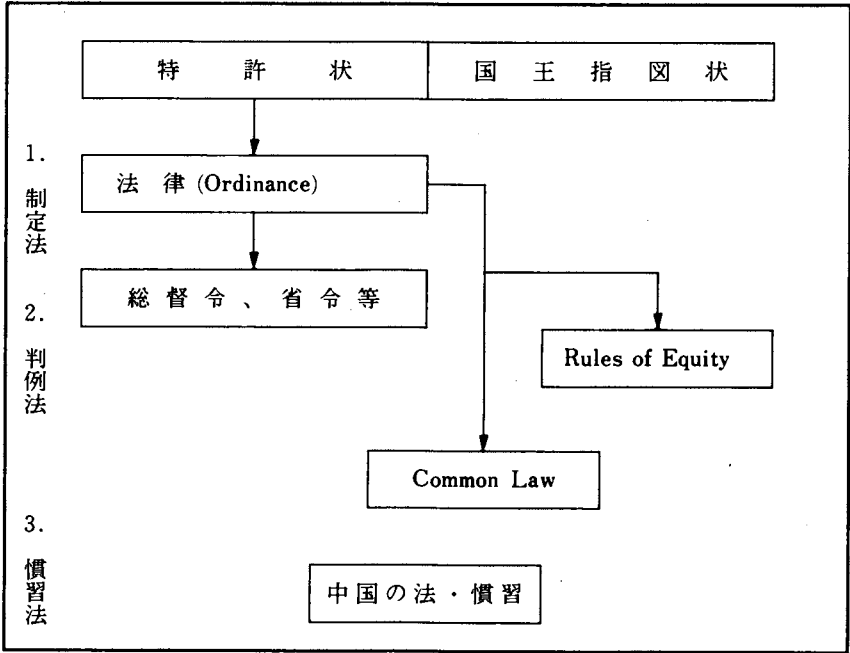 特許状
国王指図状
1. 制定法
法律 (Ordinance)
総督令、省令等
2. 判例法
Rules of Equity
Common Law
3. 慣習法
中国の法・慣習